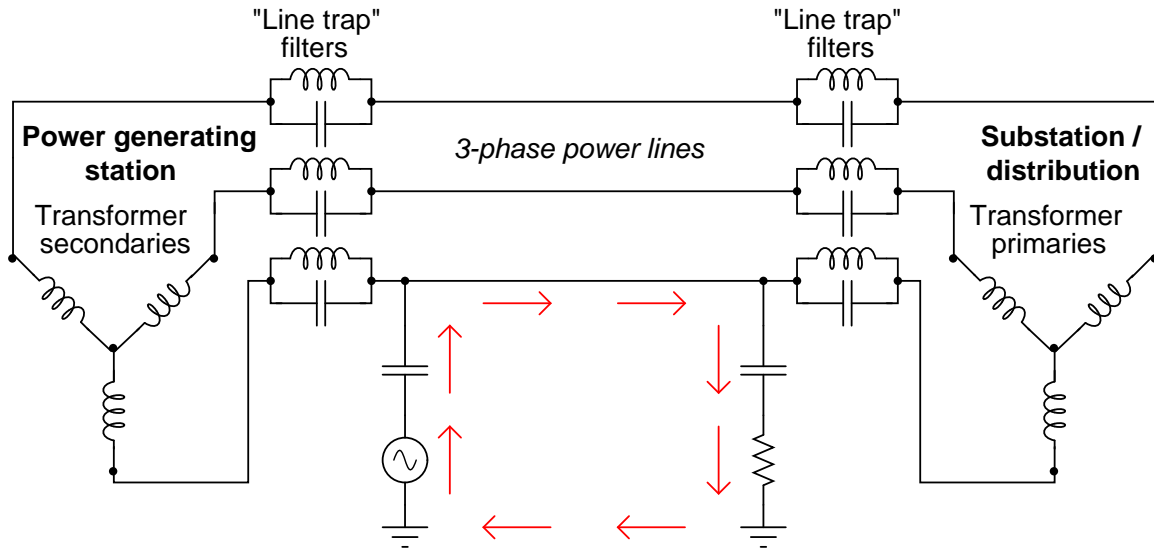 "Line trap"
filters
"Line trap"
filters
Power generating
station
3-phase power lines
Substation /
distribution
Transformer
secondaries
Transformer
primaries